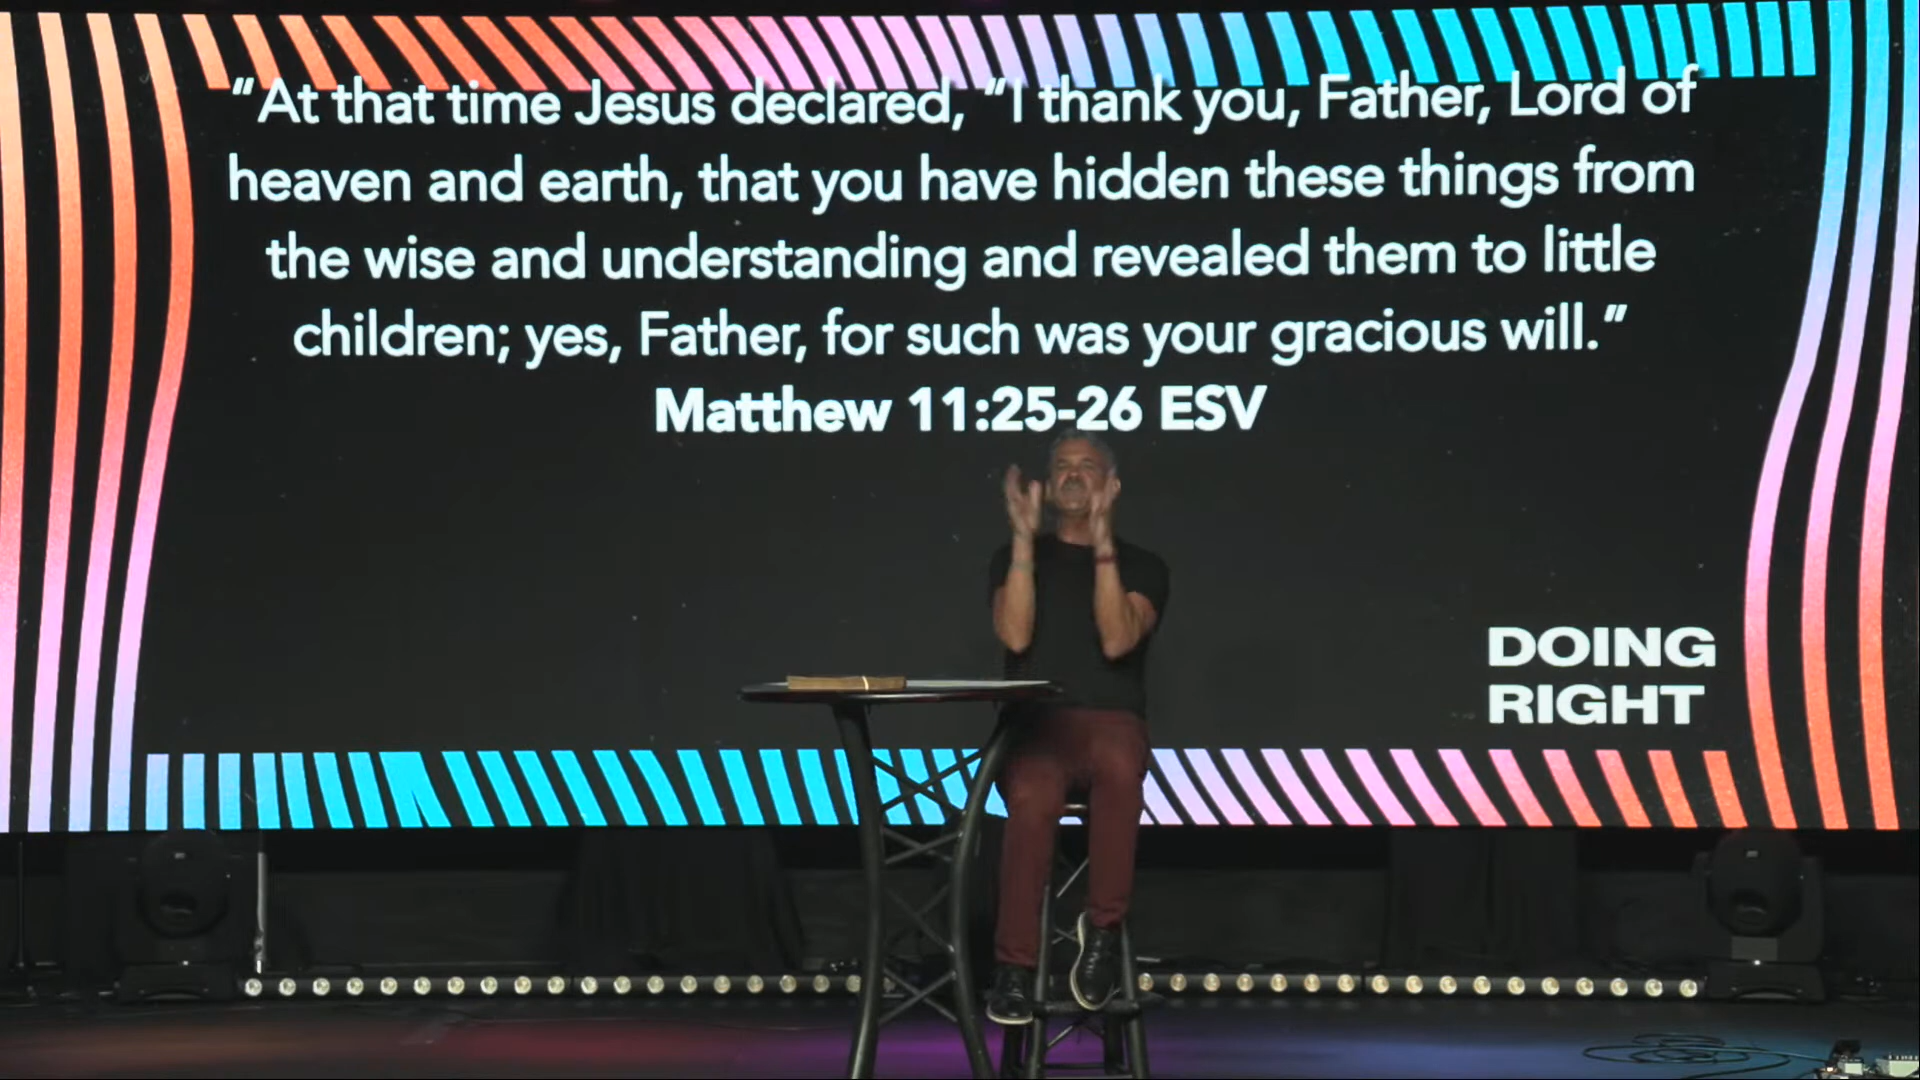 “At that time Jesus declared, “I thank you, Father, Lord of
heaven and earth, that you have hidden these things from
the wise and understanding and revealed them to little
children; yes, Father, for such was your gracious will.”
Matthew 11:25-26 ESV
DOING
RIGHT